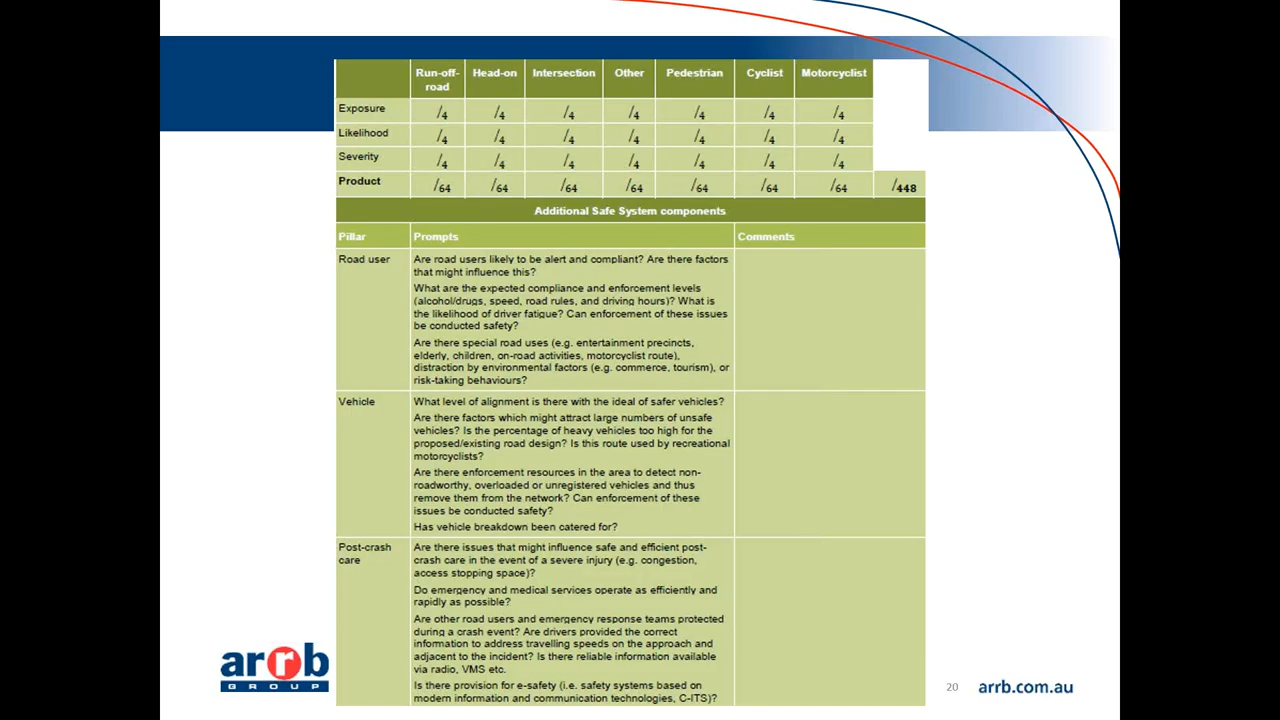 Run-off-road Head-on Intersection Other Pedestrian Cyclist Motorcyclist
Exposure /4 /4 /4 /4 /4 /4 /4
Likelihood /4 /4 /4 /4 /4 /4 /4
Severity /4 /4 /4 /4 /4 /4 /4
Product /64 /64 /64 /64 /64 /64 /64 /448
Additional Safe System components
Pillar Prompts Comments
Road user
Are road users likely to be alert and compliant? Are there factors
that might influence this?
What are the expected compliance and enforcement levels
(alcohol/drugs, speed, road rules, and driving hours)? What is
the likelihood of driver fatigue? Can enforcement of these issues
be conducted safety?
Are there special road uses (e.g. entertainment precincts,
elderly, children, on-road activities, motorcyclist route),
distraction by environmental factors (e.g. commerce, tourism), or
risk-taking behaviours?
Vehicle
What level of alignment is there with the ideal of safer vehicles?
Are there factors which might attract large numbers of unsafe
vehicles? Is the percentage of heavy vehicles too high for the
proposed/existing road design? Is this route used by recreational
motorcyclists?
Are there enforcement resources in the area to detect non-
roadworthy, overloaded or unregistered vehicles and thus
remove them from the network? Can enforcement of these
issues be conducted safety?
Has vehicle breakdown been catered for?
Post-crash
care
Are there issues that might influence safe and efficient post-
crash care in the event of a severe injury (e.g. congestion,
access stopping space)?
Do emergency and medical services operate as efficiently and
rapidly as possible?
Are other road users and emergency response teams protected
during a crash event? Are drivers provided the correct
information to address travelling speeds on the approach and
adjacent to the incident? Is there reliable information available
via radio, VMS etc.
Is there provision for e-safety (i.e. safety systems based on
modern information and communication technologies, C-ITS)?
arrb
GROUP
20 arrb.com.au